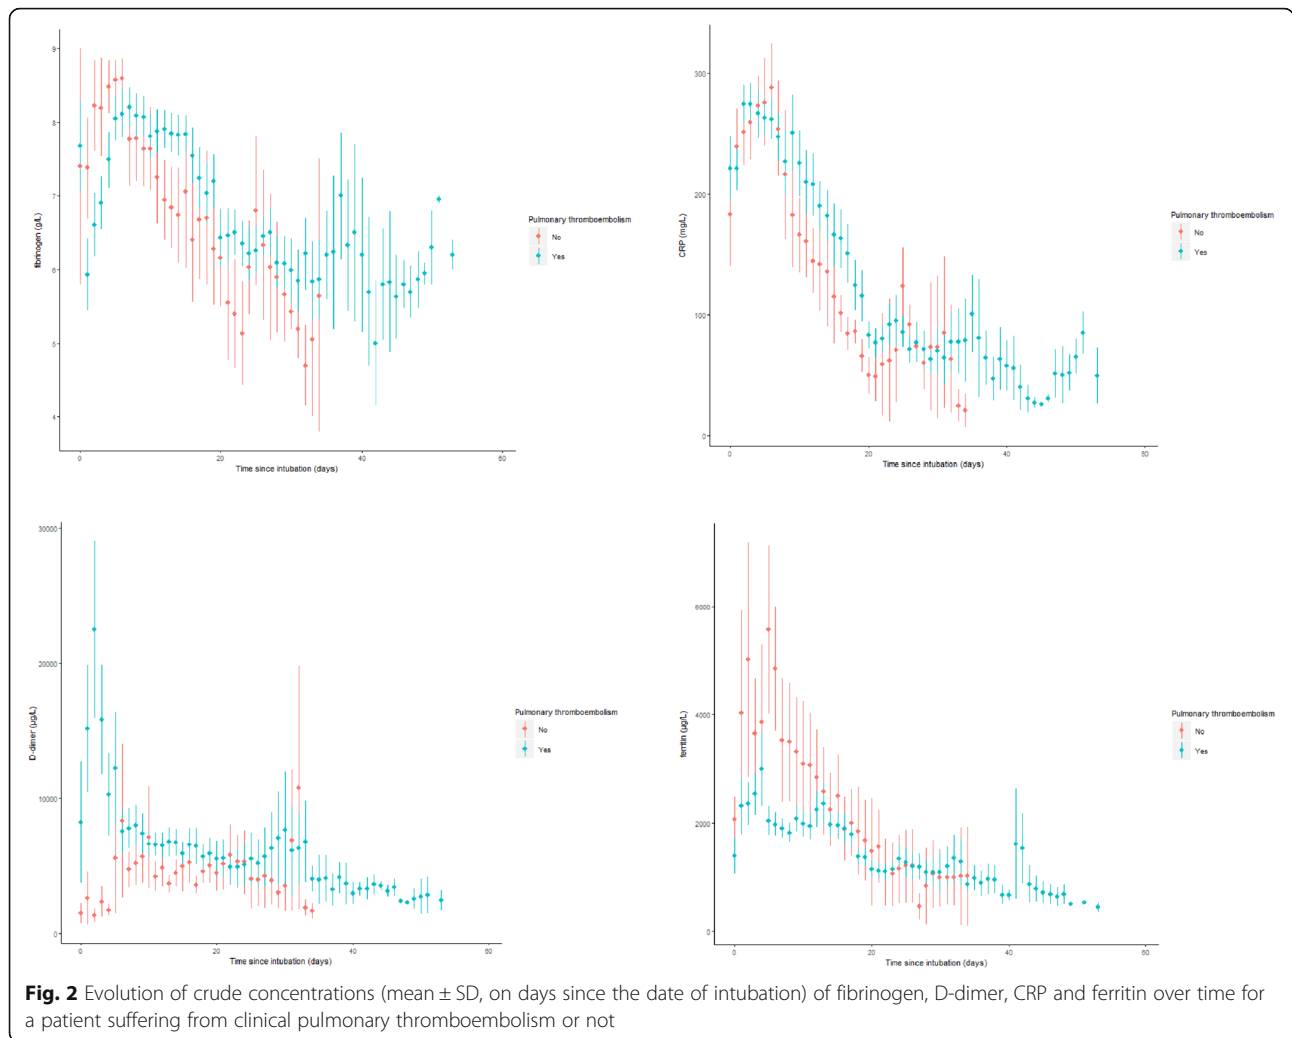 9
8
7
6
5
4
fibrinogen (g/L)
0
20
40
60
Time since intubation (days)
Pulmonary thromboembolism
No
Yes
300
200
100
0
CRP (mg/L)
0
20
40
60
Time since intubation (days)
Pulmonary thromboembolism
No
Yes
30000
20000
10000
0
D-dimer (µg/L)
0
20
40
60
Time since intubation (days)
Pulmonary thromboembolism
No
Yes
6000
4000
2000
0
ferritin (µg/L)
0
20
40
60
Time since intubation (days)
Pulmonary thromboembolism
No
Yes
Fig. 2 Evolution of crude concentrations (mean ± SD, on days since the date of intubation) of fibrinogen, D-dimer, CRP and ferritin over time for
a patient suffering from clinical pulmonary thromboembolism or not